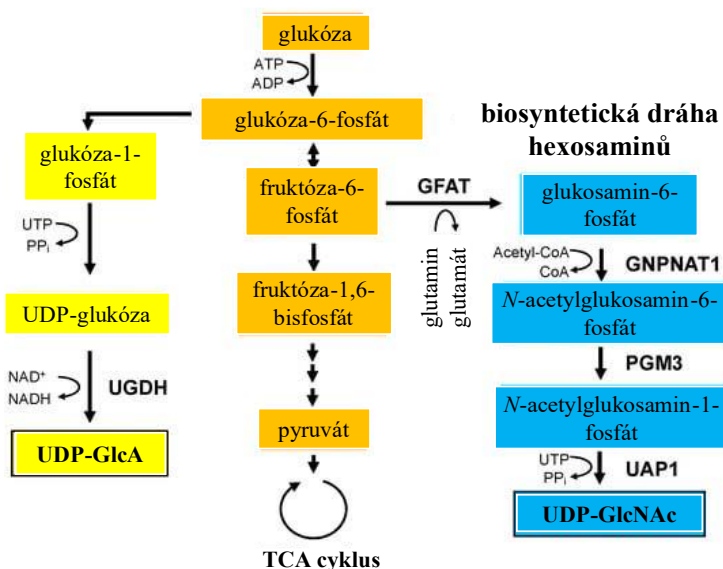 glukóza
ATP
ADP
glukóza-6-fosfát
biosyntetická dráha
hexosaminů
glukóza-1-
fosfát
fruktóza-6-
fosfát
GFAT
glukosamin-6-
fosfát
UTP
PPi
glutamin
glutamát
Acetyl-CoA
CoA
GNPNAT1
UDP-glukóza
fruktóza-1,6-
bisfosfát
N-acetylglukosamin-6-
fosfát
NAD+
NADH
UGDH
PGM3
pyruvát
N-acetylglukosamin-1-
fosfát
UDP-GlcA
UTP
PPi
UAP1
UDP-GlcNAc
TCA cyklus